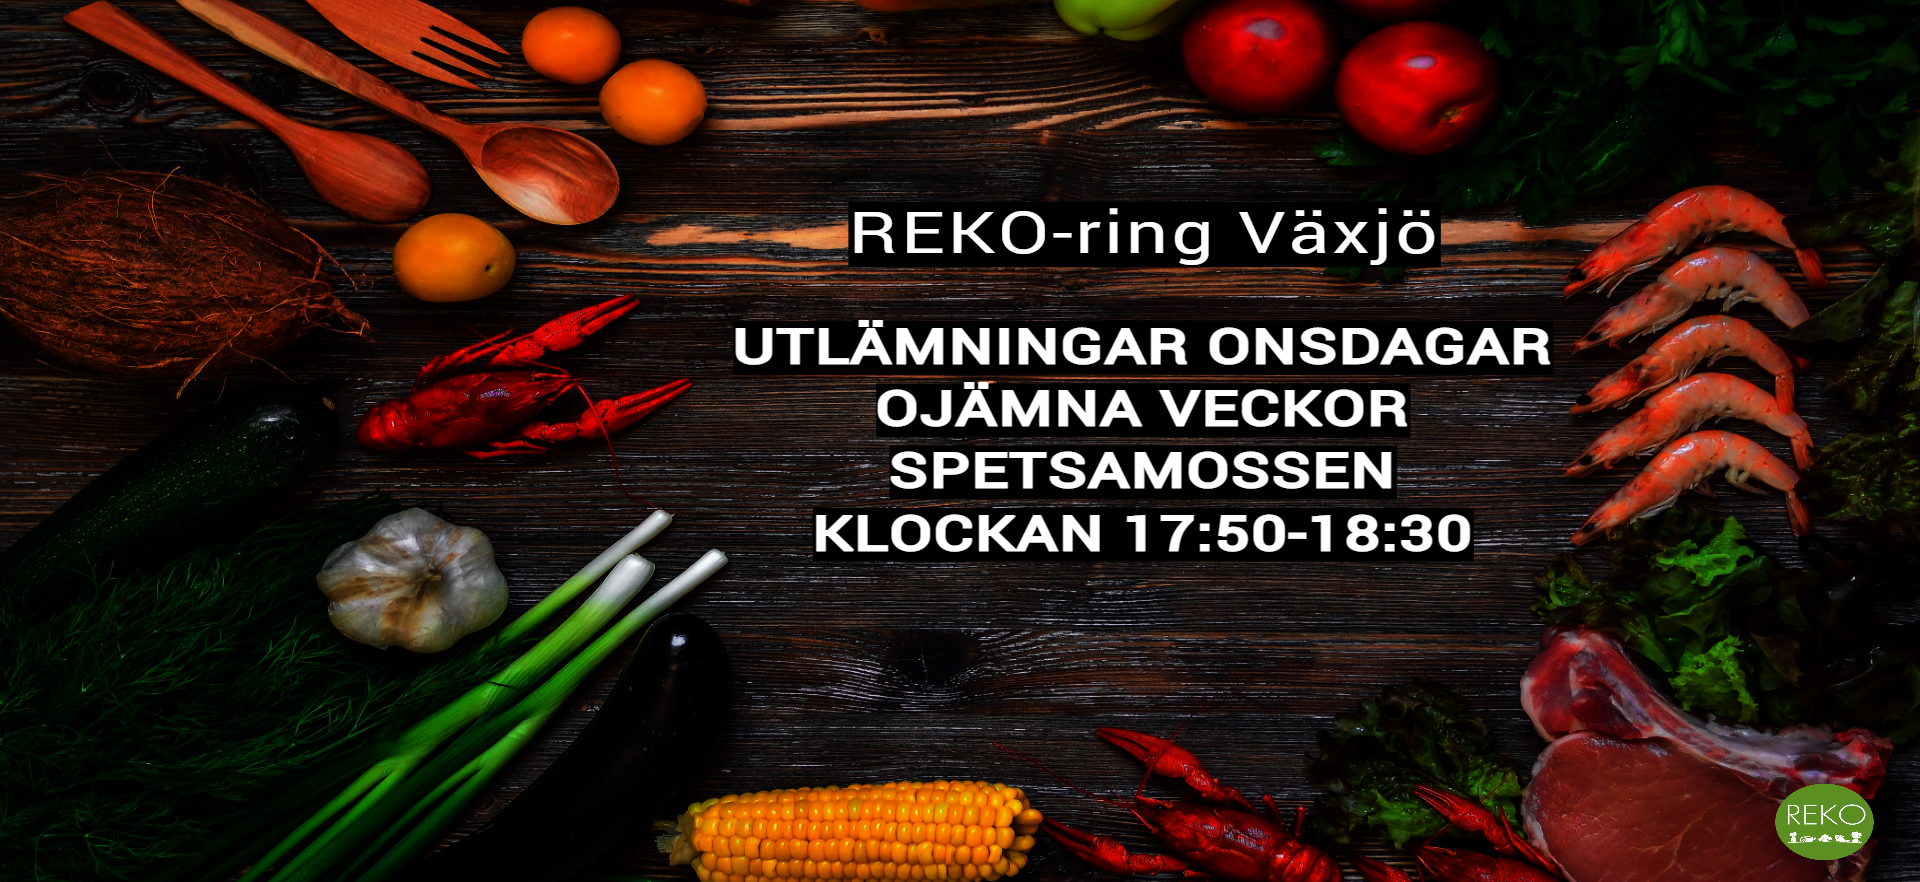 REKO-ring Växjö
UTLÄMNINGAR ONSDAGAR
OJÄMNA VECKOR
SPETSAMOSSEN
KLOCKAN 17:50-18:30
REKO